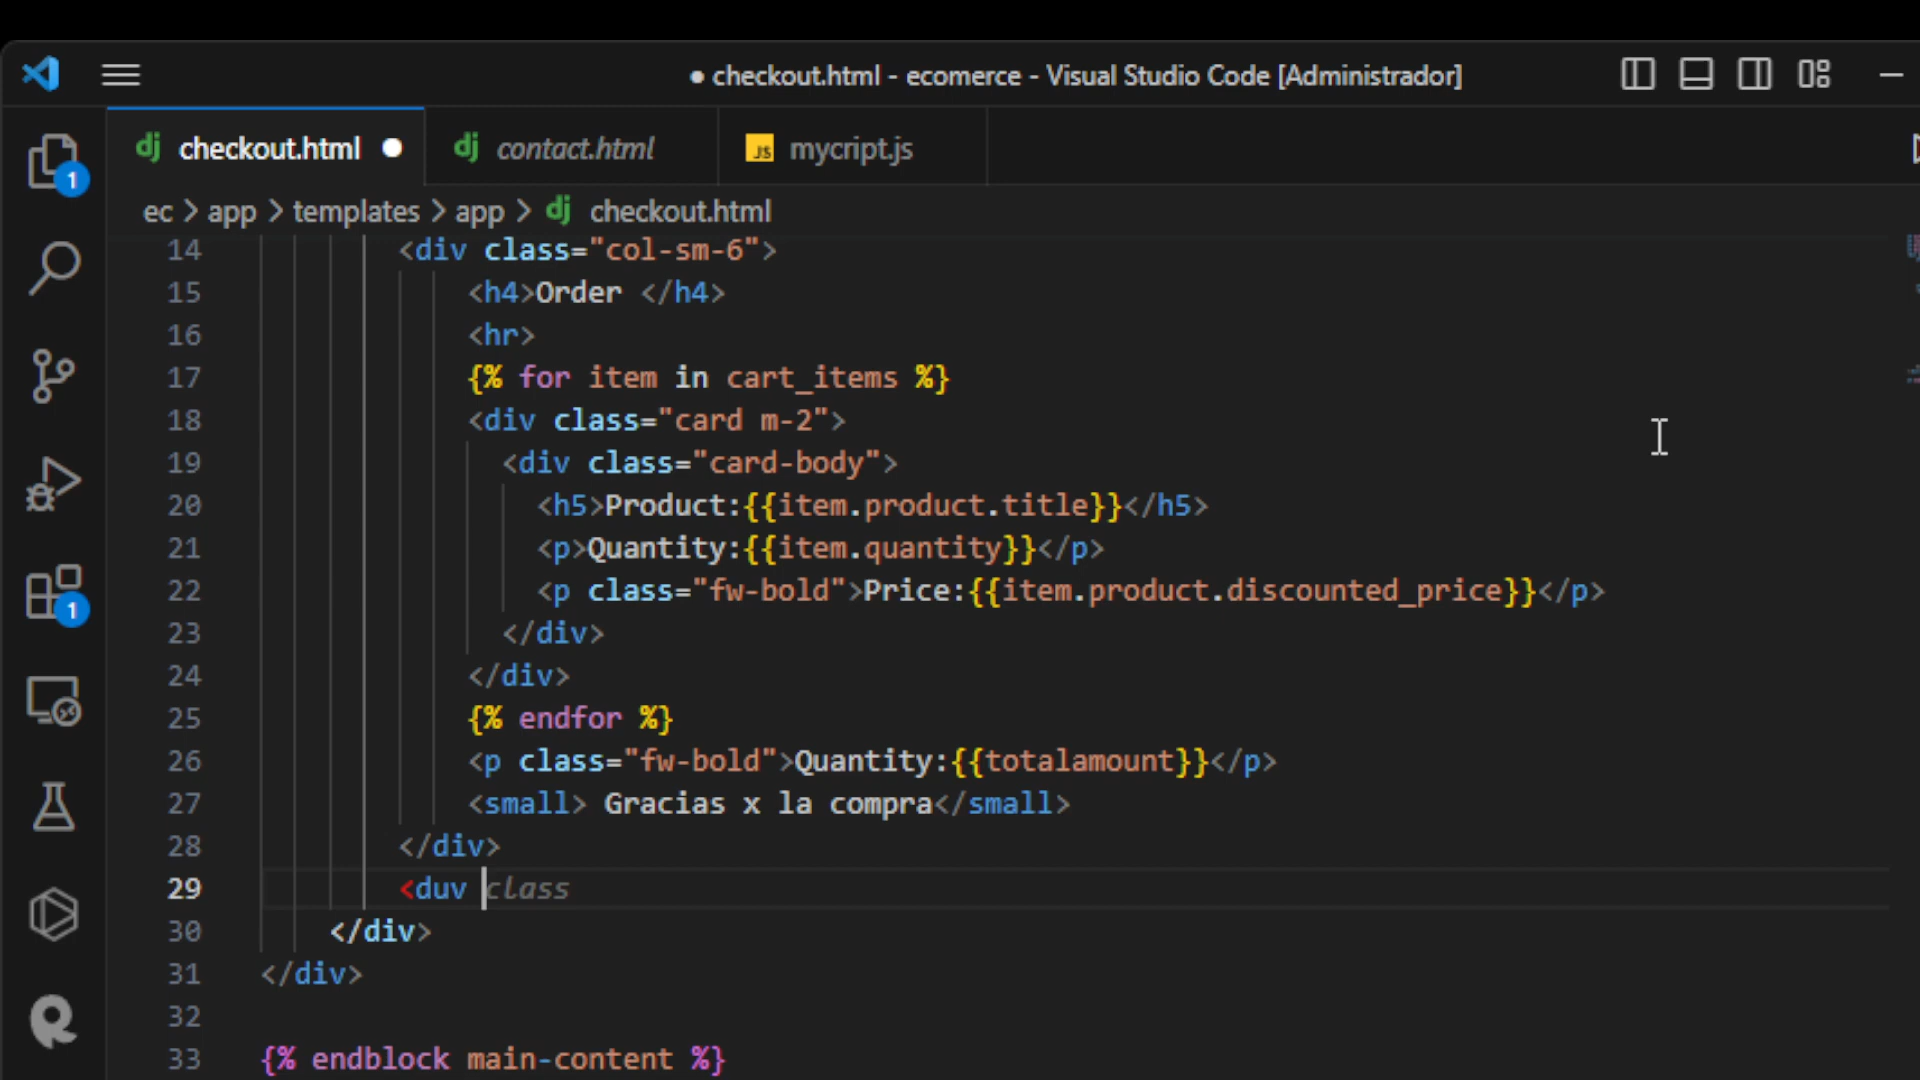 ● checkout.html - ecomerce - Visual Studio Code [Administrador]
dj checkout.html ● dj contact.html JS mycript.js
1
ec > app > templates > app > dj checkout.html
14 <div class="col-sm-6">
15 <h4>Order </h4>
16 <hr>
17 {% for item in cart_items %}
18 <div class="card m-2">
19 <div class="card-body">
20 <h5>Product:{{item.product.title}}</h5>
21 <p>Quantity:{{item.quantity}}</p>
22 <p class="fw-bold">Price:{{item.product.discounted_price}}</p>
1
23 </div>
24 </div>
25 {% endfor %}
26 <p class="fw-bold">Quantity:{{totalamount}}</p>
27 <small> Gracias x la compra</small>
28 </div>
29 <duv class
30 </div>
31 </div>
32
33 {% endblock main-content %}